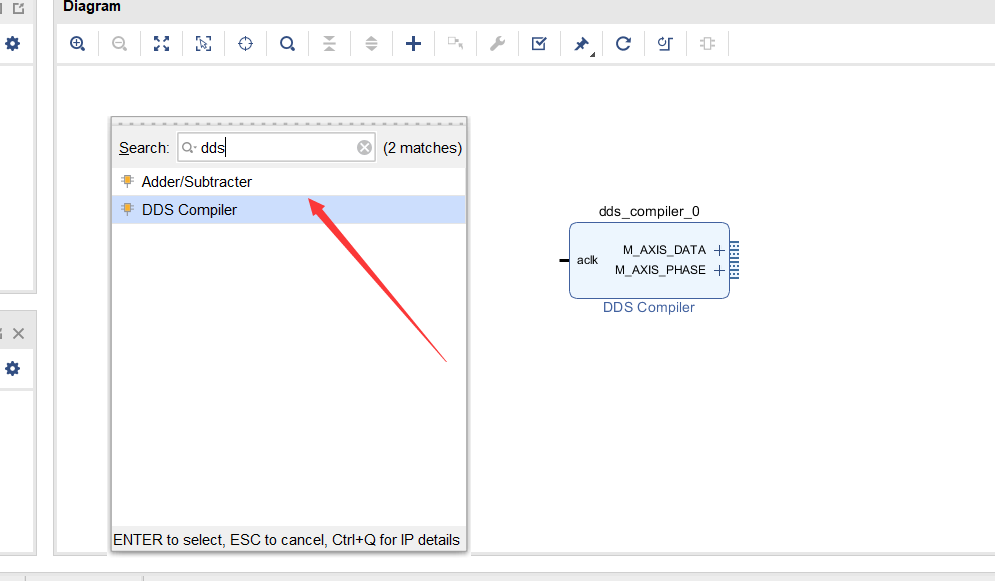 Diagram
Search: dds (2 matches)
Adder/Subtracter
DDS Compiler
ENTER to select, ESC to cancel, Ctrl+Q for IP details
dds_compiler_0
M_AXIS_DATA
aclk
M_AXIS_PHASE
DDS Compiler